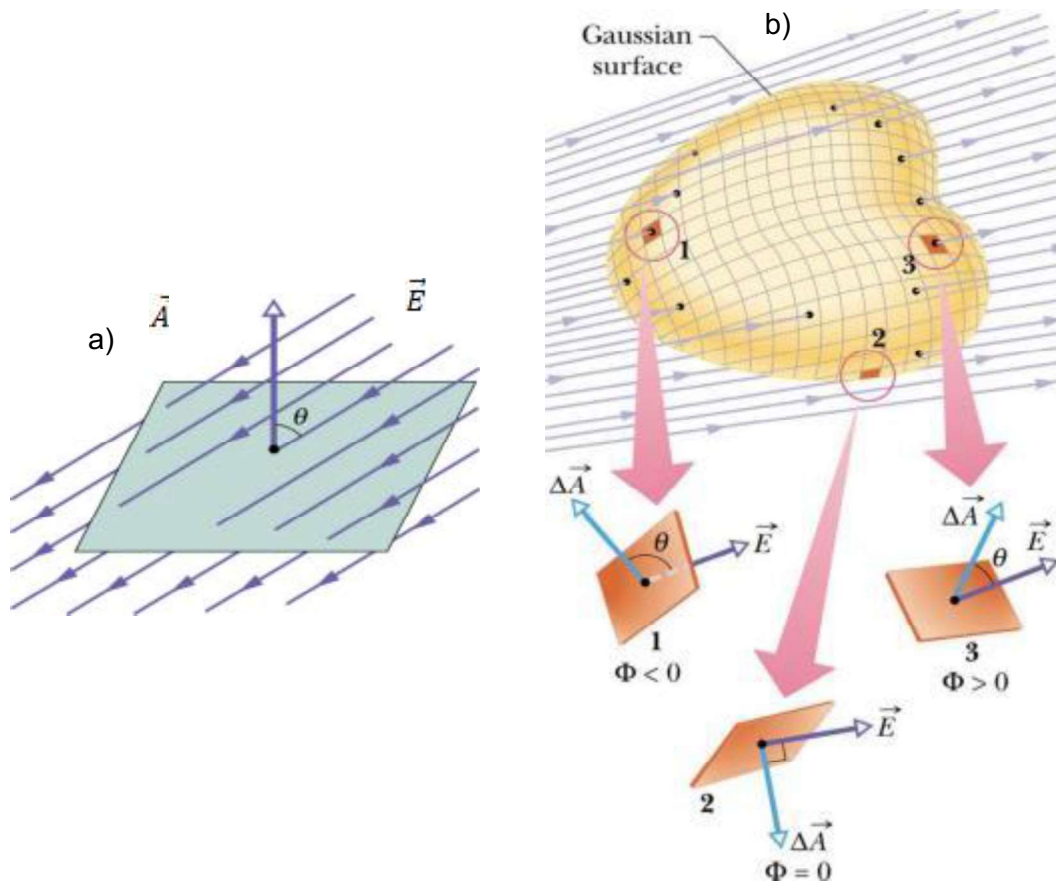 a)
A⃗
E⃗
θ
b)
Gaussian
surface
1
3
2
ΔA⃗
θ
E⃗
1
Φ < 0
ΔA⃗
θ
E⃗
3
Φ > 0
E⃗
2
ΔA⃗
Φ = 0